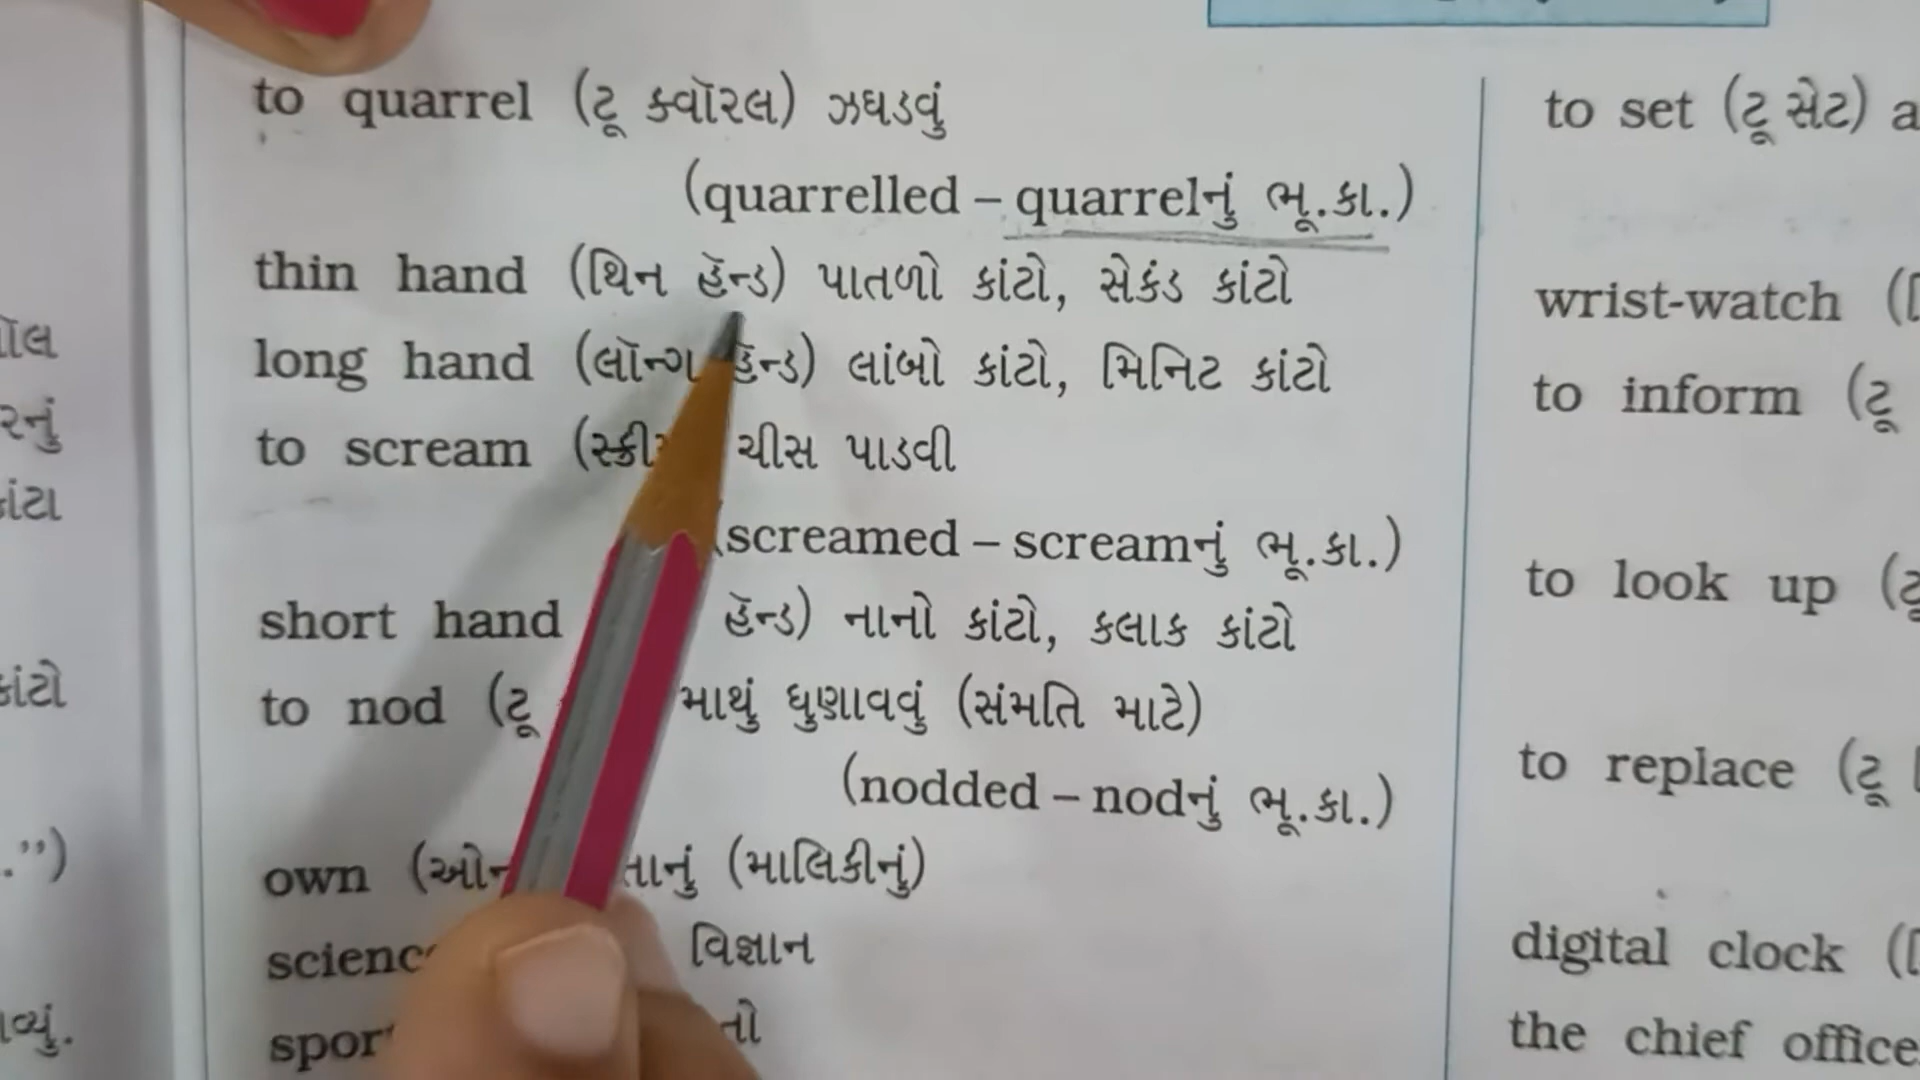 to quarrel (ટૂ ક્વૉરલ) ઝઘડવું
(quarrelled – quarrelનું ભૂ.કા.)
thin hand (થિન હૅન્ડ) પાતળો કાંટો, સેકંડ કાંટો
long hand (લૉન્ગ હૅન્ડ) લાંબો કાંટો, મિનિટ કાંટો
to scream ચીસ પાડવી
(screamed – screamનું ભૂ.કા.)
short hand હૅન્ડ) નાનો કાંટો, કલાક કાંટો
to nod (ટૂ માથું ધુણાવવું (સંમતિ માટે)
(nodded – nodનું ભૂ.કા.)
own (માલિકીનું)
વિજ્ઞાન
to set (ટૂ સેટ)
wrist-watch
to inform (ટૂ
to look up
to replace (ટૂ
digital clock
the chief